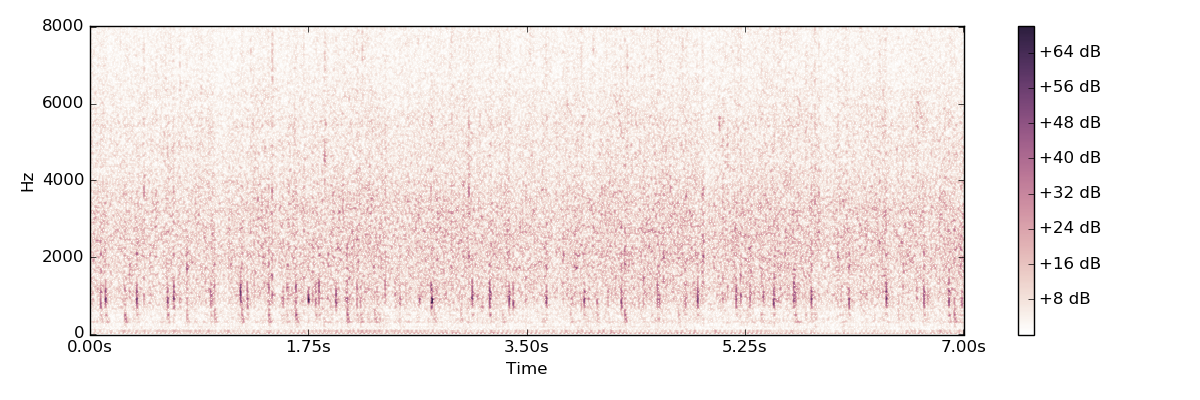 8000
6000
4000
2000
0
Hz
0.00s 1.75s 3.50s 5.25s 7.00s
Time
+64 dB
+56 dB
+48 dB
+40 dB
+32 dB
+24 dB
+16 dB
+8 dB